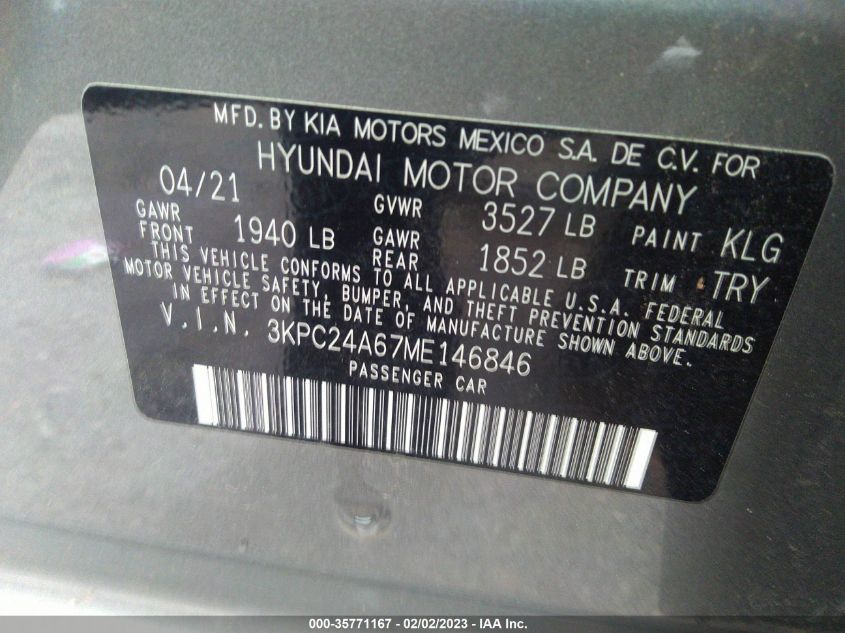 MFD. BY KIA MOTORS MEXICO S.A. DE C.V. FOR
HYUNDAI MOTOR COMPANY
04/21 GVWR 3527 LB PAINT KLG
GAWR FRONT 1940 LB GAWR REAR 1852 LB TRIM TRY
THIS VEHICLE CONFORMS TO ALL APPLICABLE U.S.A. FEDERAL
MOTOR VEHICLE SAFETY, BUMPER, AND THEFT PREVENTION STANDARDS
IN EFFECT ON THE DATE OF MANUFACTURE SHOWN ABOVE.
V.I.N. 3KPC24A67ME146846
PASSENGER CAR
000-35771167 - 02/02/2023 - IAA Inc.